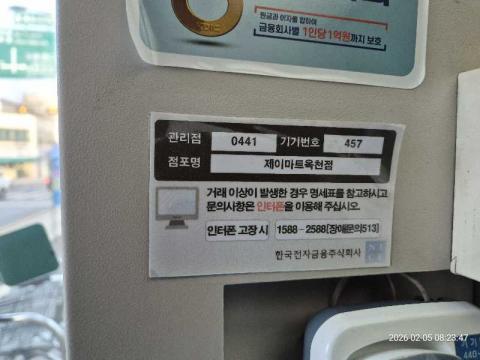 원금과 이자를 합하여
금융회사별 1인당 1억원까지 보호
관리점 0441 기기번호 457
점포명 제이마트옥천점
거래 이상이 발생한 경우 명세표를 참고하시고
문의사항은 인터폰을 이용해 주십시오.
인터폰 고장 시 1588-2588[장애문의513]
한국전자금융주식회사
2026-02-05 08:23:47